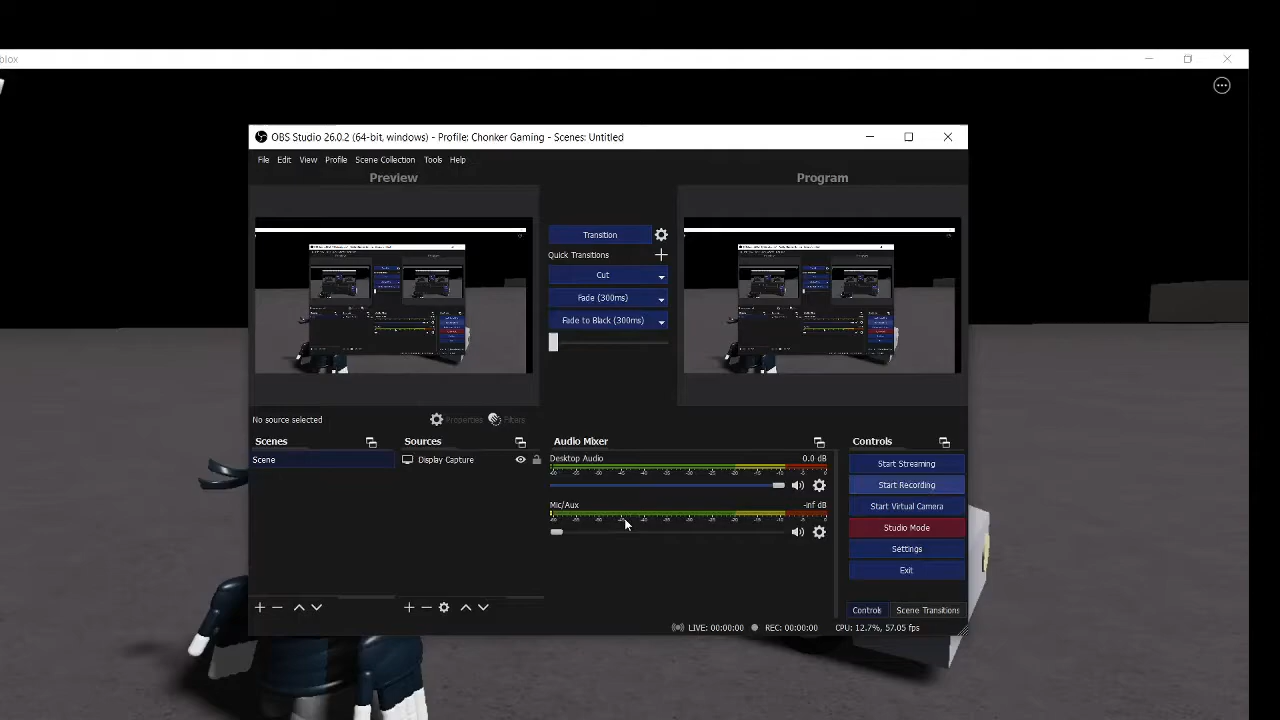 blox
OBS Studio 26.0.2 (64-bit, windows) - Profile: Chonker Gaming - Scenes: Untitled
File Edit View Profile Scene Collection Tools Help
Preview
Program
Transition
Quick Transitions
Cut
Fade (300ms)
Fade to Black (300ms)
No source selected
Properties
Filters
Scenes
Sources
Audio Mixer
Controls
Scene
Display Capture
Desktop Audio
0.0 dB
Mic/Aux
-inf dB
Start Streaming
Start Recording
Start Virtual Camera
Studio Mode
Settings
Exit
Controls
Scene Transitions
LIVE: 00:00:00
REC: 00:00:00
CPU: 12.7%, 57.05 fps